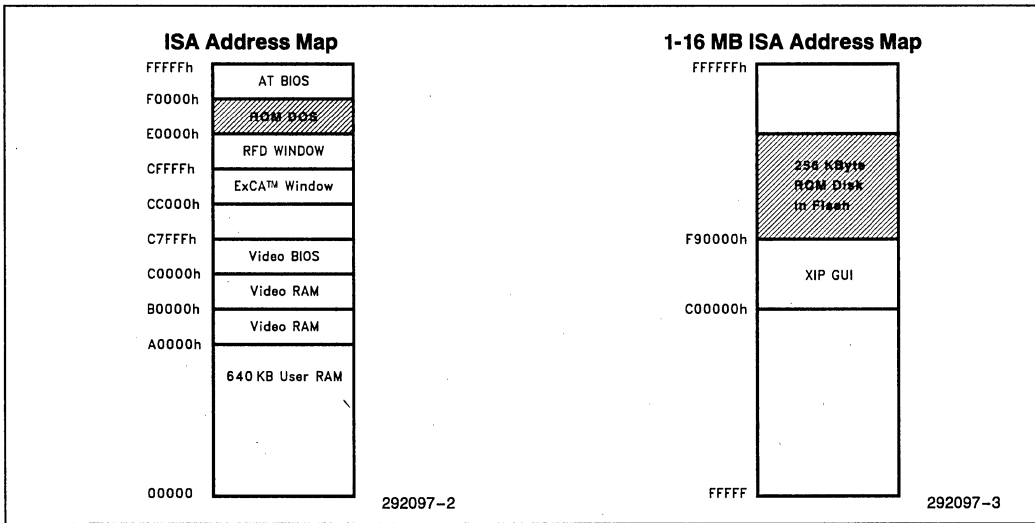 ISA Address Map
FFFFFh
AT BIOS
F0000h
ROM DOS
E0000h
RFD WINDOW
CFFFFh
ExCA™ Window
CC000h
C7FFFh
Video BIOS
C0000h
Video RAM
B0000h
Video RAM
A0000h
640 KB User RAM
00000
292097-2
1-16 MB ISA Address Map
FFFFFFh
256 KByte
ROM Disk
in Flash
F90000h
XIP GUI
C00000h
FFFFF
292097-3